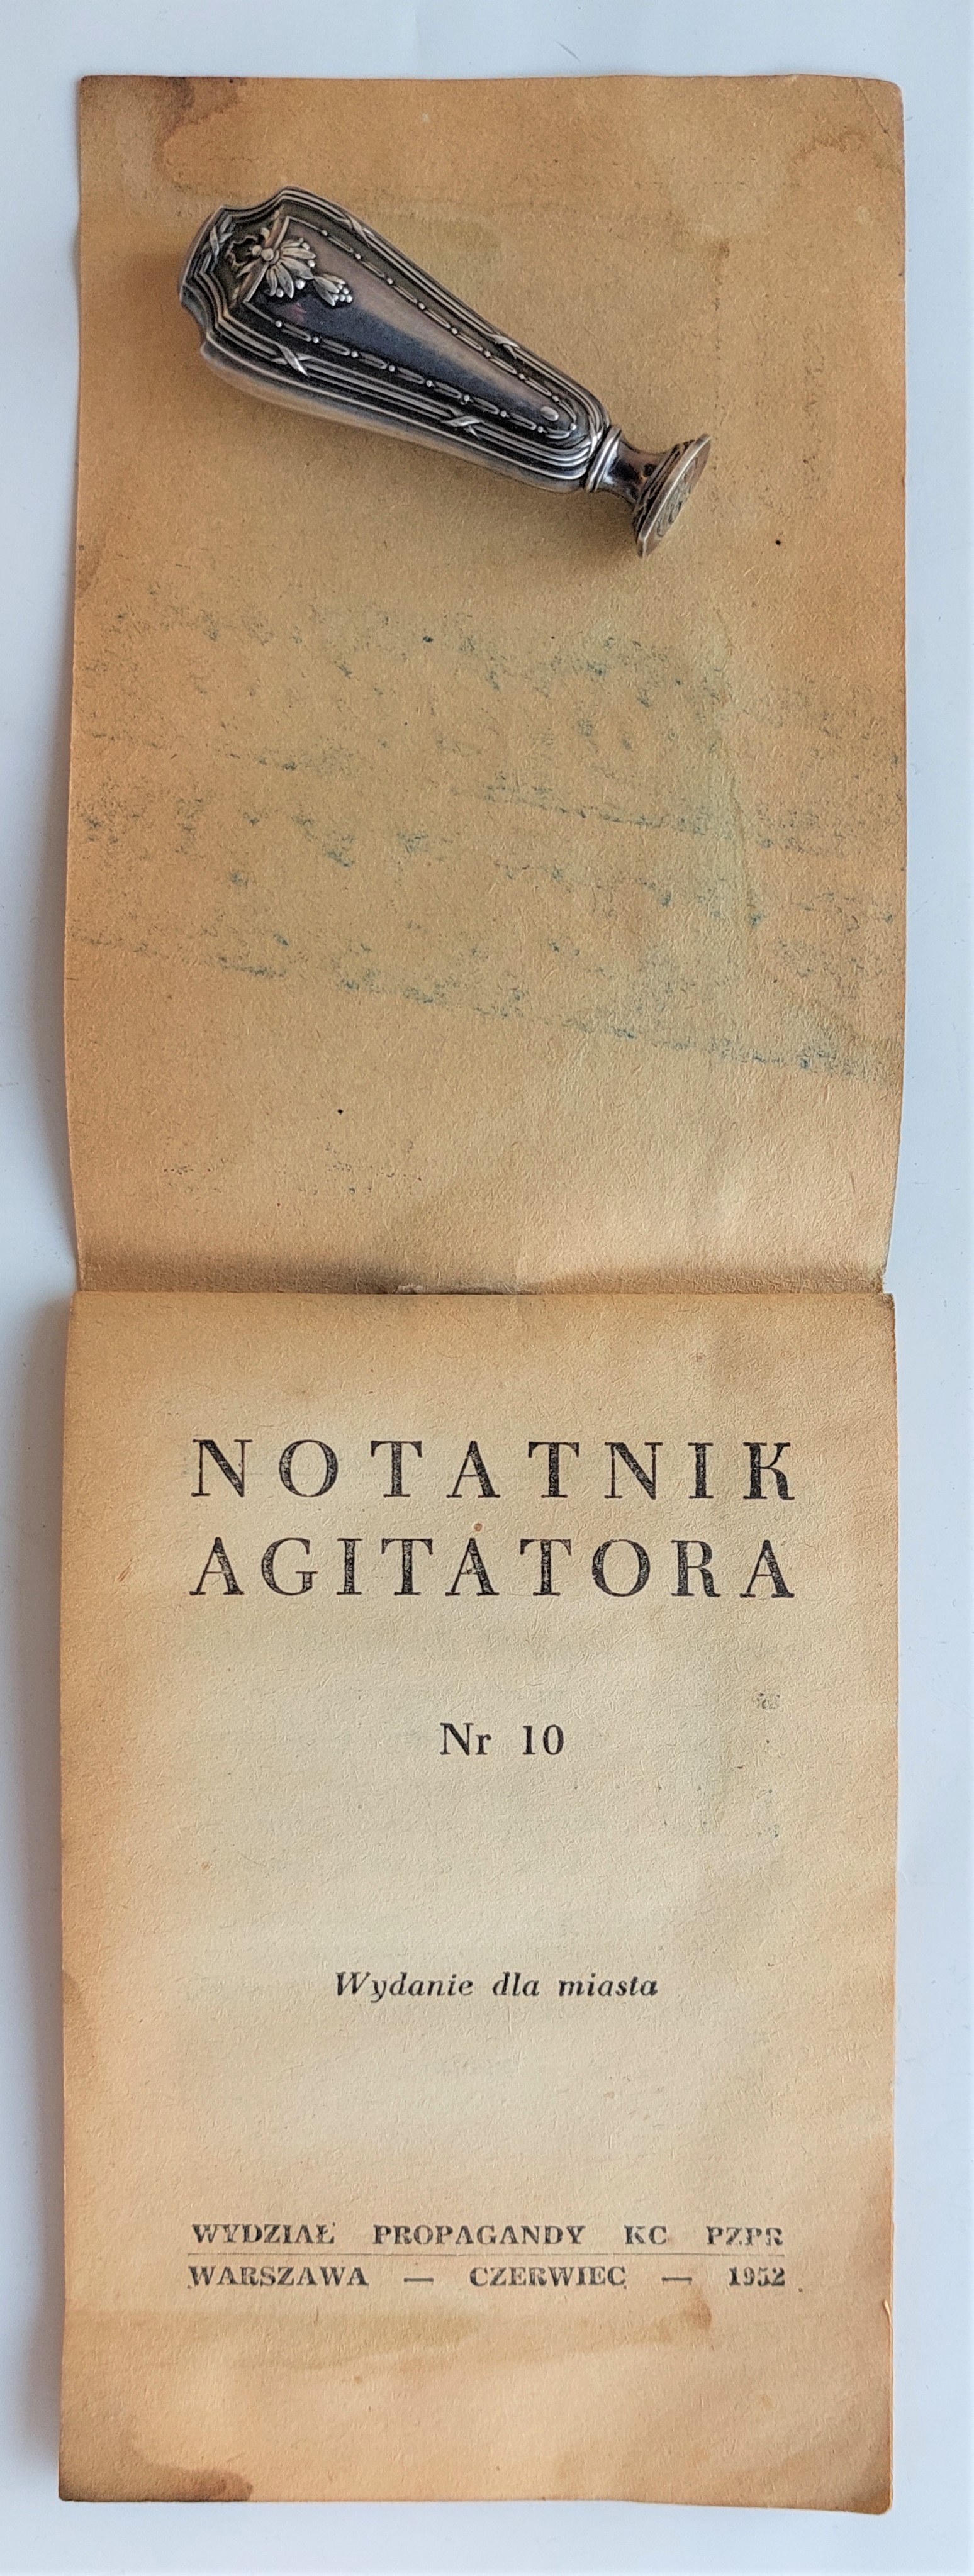 NOTATNIK
AGITATORA
Nr 10
Wydanie dla miasta
WYDZIAŁ PROPAGANDY KC PZPR
WARSZAWA — CZERWIEC — 1952